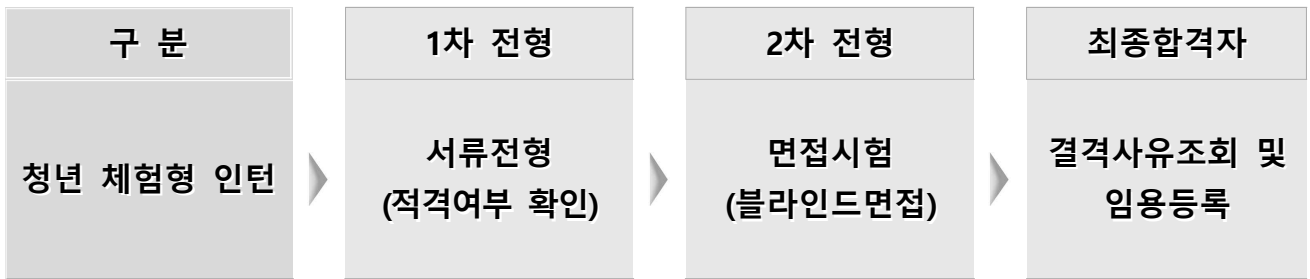 구 분
청년 체험형 인턴
1차 전형
서류전형
(적격여부 확인)
2차 전형
면접시험
(블라인드면접)
최종합격자
결격사유조회 및
임용등록